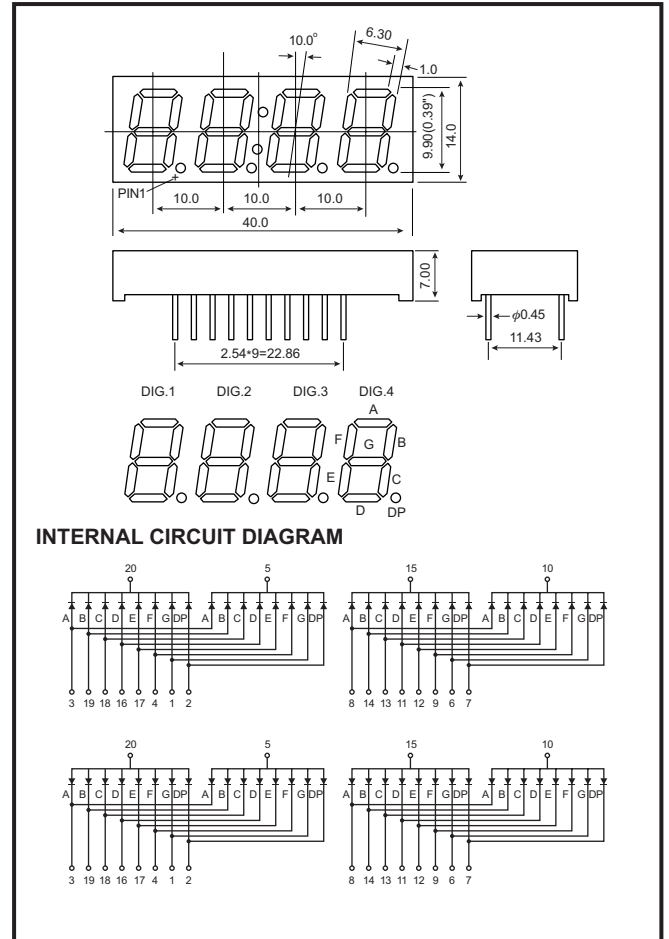 10.0°
6.30
1.0
9.90(0.39")
14.0
PIN1
10.0 10.0 10.0
40.0
7.00
φ0.45
11.43
2.54*9=22.86
DIG.1 DIG.2 DIG.3 DIG.4
A
F G B
E C
D DP
INTERNAL CIRCUIT DIAGRAM
20 5 15 10
A B C D E F G DP A B C D E F G DP A B C D E F G DP A B C D E F G DP
3 19 18 16 17 4 1 2 8 14 13 11 12 9 6 7
20 5 15 10
A B C D E F G DP A B C D E F G DP A B C D E F G DP A B C D E F G DP
3 19 18 16 17 4 1 2 8 14 13 11 12 9 6 7